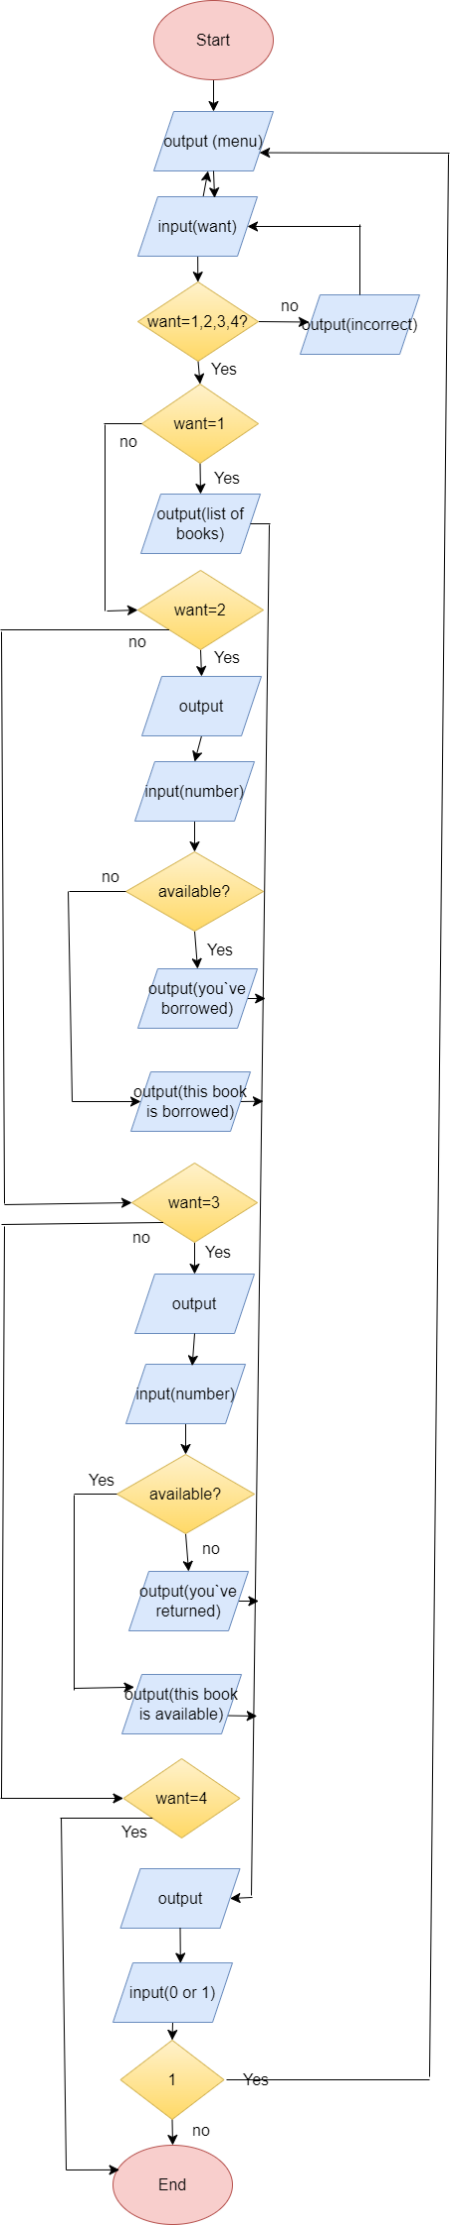 Start
output (menu)
input(want)
want=1,2,3,4?
no
output(incorrect)
Yes
want=1
no
Yes
output(list of
books)
want=2
no
Yes
output
input(number)
no
available?
Yes
output(you`ve
borrowed)
output(this book
is borrowed)
want=3
no
Yes
output
input(number)
Yes
available?
no
output(you`ve
returned)
output(this book
is available)
want=4
Yes
output
input(0 or 1)
1
Yes
no
End